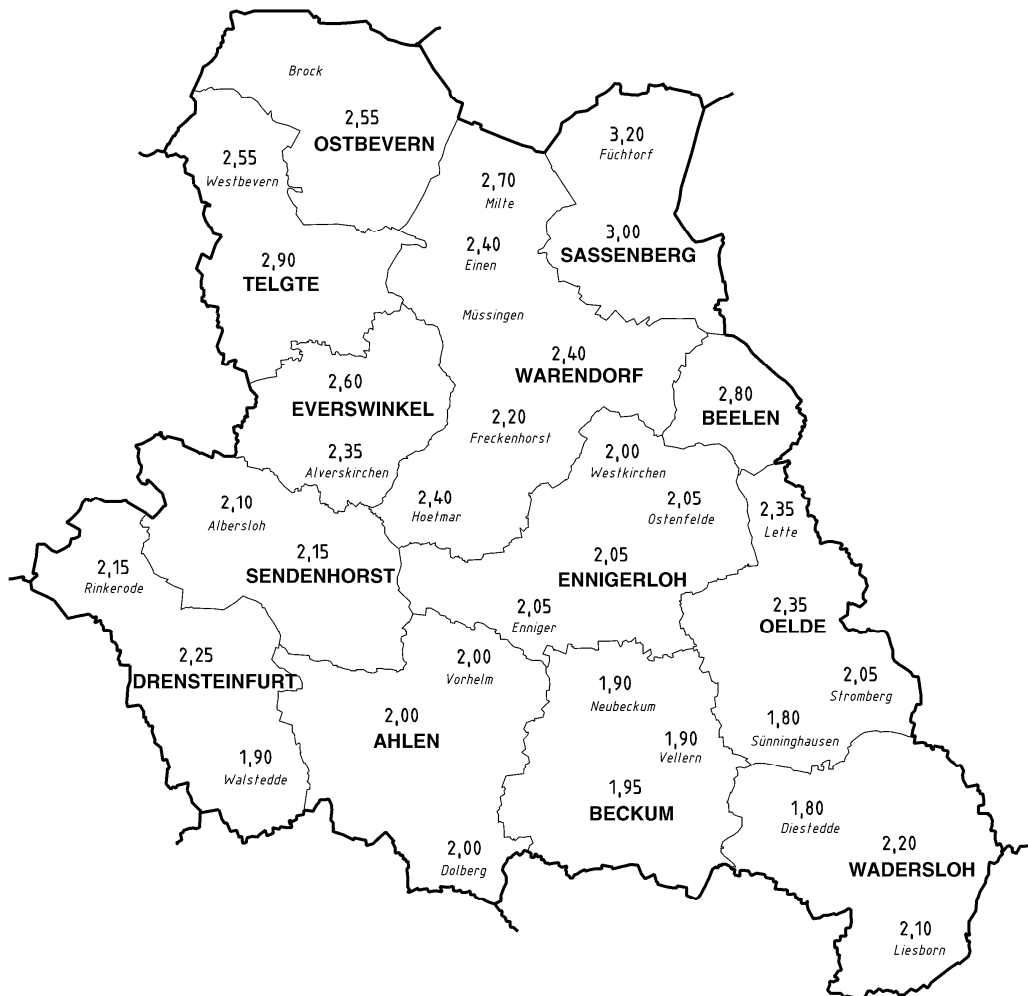 Brock
2,55
OSTBEVERN
3,20
Füchtorf
2,55
Westbevern
2,70
Milte
3,00
SASSENBERG
2,40
Einen
2,90
TELGTE
Müssingen
2,40
WARENDORF
2,60
EVERSWINKEL
2,80
BEELEN
2,20
Freckenhorst
2,35
Alverskirchen
2,00
Westkirchen
2,10
Albersloh
2,40
Hoetmar
2,05
Ostenfelde
2,35
Lette
2,15
SENDENHORST
2,05
ENNIGERLOH
2,15
Rinkerode
2,05
Enniger
2,35
OELDE
2,25
DRENSTEINFURT
2,00
Vorhelm
1,90
Neubeckum
2,05
Stromberg
2,00
AHLEN
1,80
Sünninghausen
1,90
Walstedde
1,90
Vellern
1,95
BECKUM
1,80
Diestedde
2,00
Dolberg
2,20
WADERSLOH
2,10
Liesborn